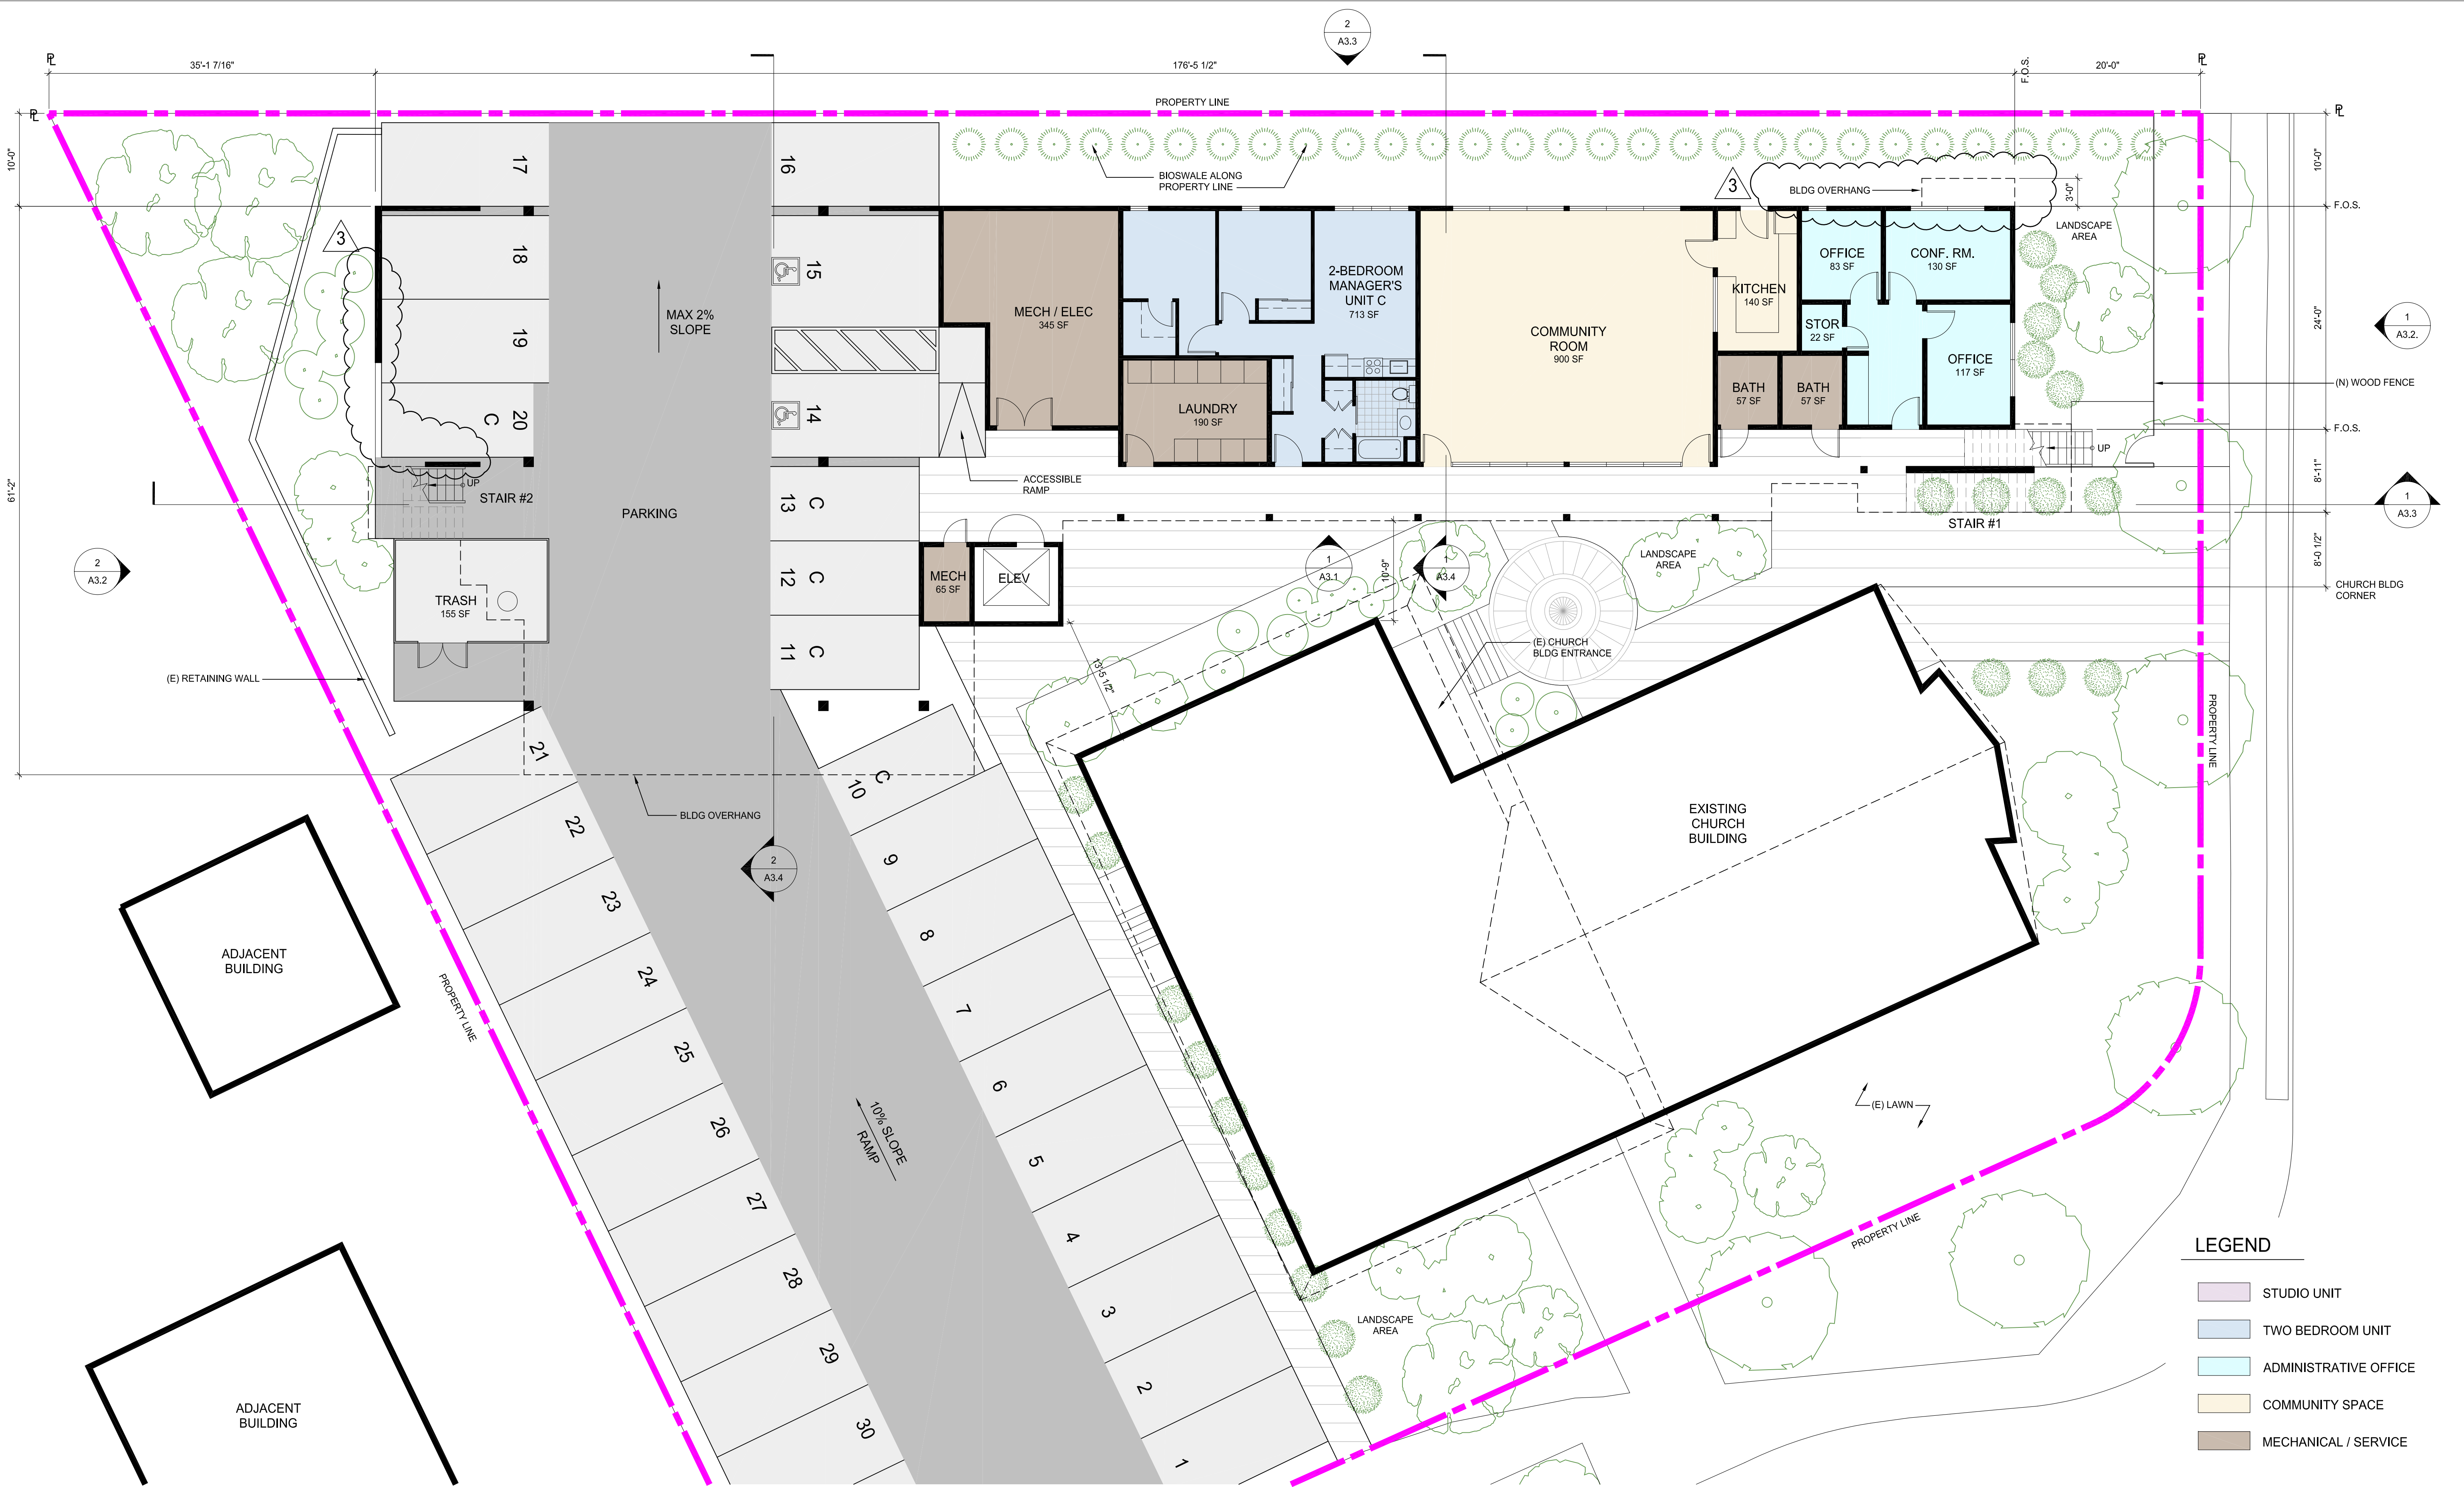 2
A3.3
35'-1 7/16"
176'-5 1/2"
F.O.S.
20'-0"
PROPERTY LINE
10'-0"
61'-2"
17
16
BIOSWALE ALONG
PROPERTY LINE
3
BLDG OVERHANG
3'-0"
10'-0"
F.O.S.
3
18
15
MAX 2%
SLOPE
19
C
20
14
MECH / ELEC
345 SF
2-BEDROOM
MANAGER'S
UNIT C
713 SF
LAUNDRY
190 SF
COMMUNITY
ROOM
900 SF
KITCHEN
140 SF
OFFICE
83 SF
CONF. RM.
130 SF
STOR
22 SF
OFFICE
117 SF
BATH
57 SF
BATH
57 SF
LANDSCAPE
AREA
24'-0"
1
A3.2.
(N) WOOD FENCE
F.O.S.
UP
8'-11"
1
A3.3
STAIR #1
8'-0 1/2"
CHURCH BLDG
CORNER
ACCESSIBLE
RAMP
UP
STAIR #2
PARKING
13
C
12
C
11
C
2
A3.2
TRASH
155 SF
MECH
65 SF
ELEV
1
A3.1
10'-9"
1
A3.4
LANDSCAPE
AREA
(E) CHURCH
BLDG ENTRANCE
13'-5 1/2"
(E) RETAINING WALL
PROPERTY LINE
21
C
10
BLDG OVERHANG
22
9
2
A3.4
23
8
24
7
25
6
26
5
27
4
28
3
29
2
30
1
EXISTING
CHURCH
BUILDING
ADJACENT
BUILDING
PROPERTY LINE
10% SLOPE
RAMP
(E) LAWN
PROPERTY LINE
LANDSCAPE
AREA
ADJACENT
BUILDING
LEGEND
STUDIO UNIT
TWO BEDROOM UNIT
ADMINISTRATIVE OFFICE
COMMUNITY SPACE
MECHANICAL / SERVICE